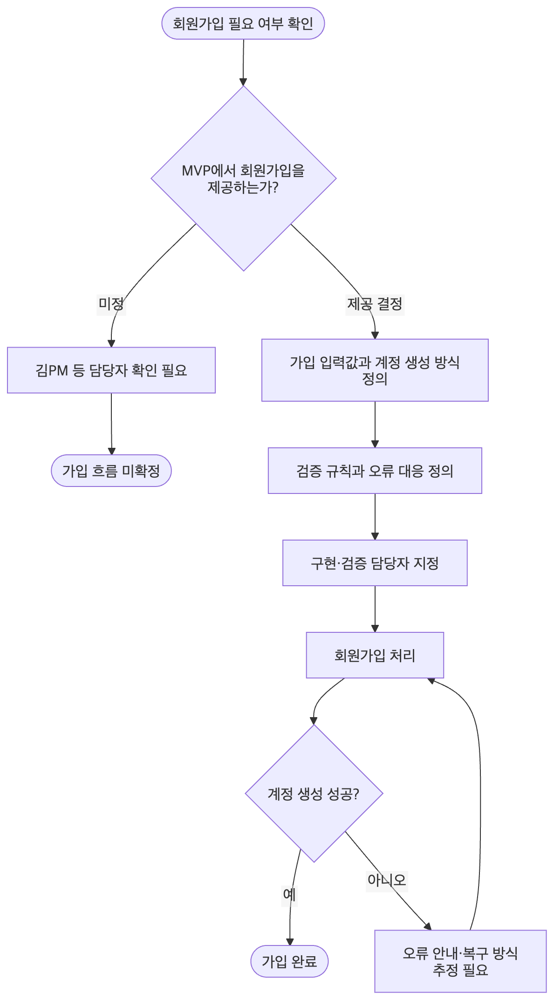 회원가입 필요 여부 확인
MVP에서 회원가입을
제공하는가?
미정
제공 결정
김PM 등 담당자 확인 필요
가입 입력값과 계정 생성 방식
정의
가입 흐름 미확정
검증 규칙과 오류 대응 정의
구현·검증 담당자 지정
회원가입 처리
계정 생성 성공?
아니오
예
오류 안내·복구 방식
추정 필요
가입 완료